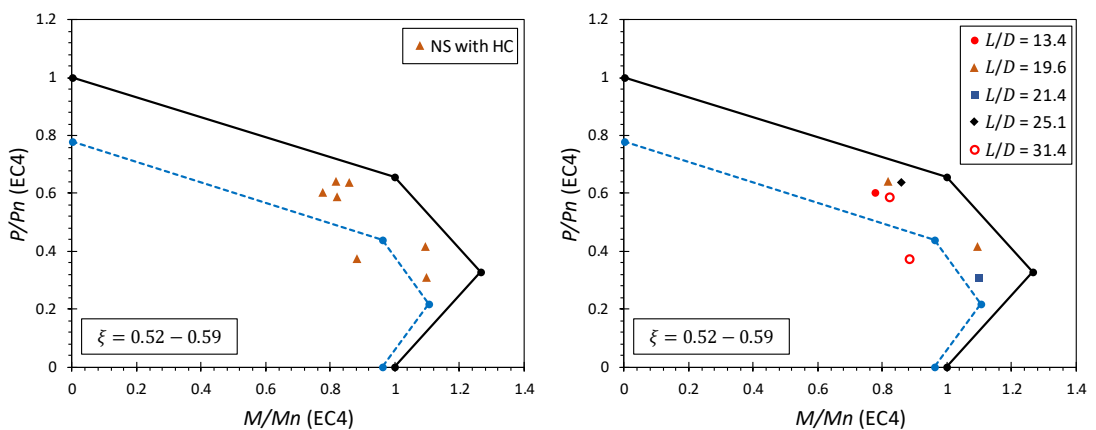 1.2
1
0.8
0.6
0.4
0.2
0
P/Pn (EC4)
0 0.2 0.4 0.6 0.8 1 1.2 1.4
M/Mn (EC4)
NS with HC
ξ = 0.52 − 0.59
1.2
1
0.8
0.6
0.4
0.2
0
P/Pn (EC4)
0 0.2 0.4 0.6 0.8 1 1.2 1.4
M/Mn (EC4)
L/D = 13.4
L/D = 19.6
L/D = 21.4
L/D = 25.1
L/D = 31.4
ξ = 0.52 − 0.59